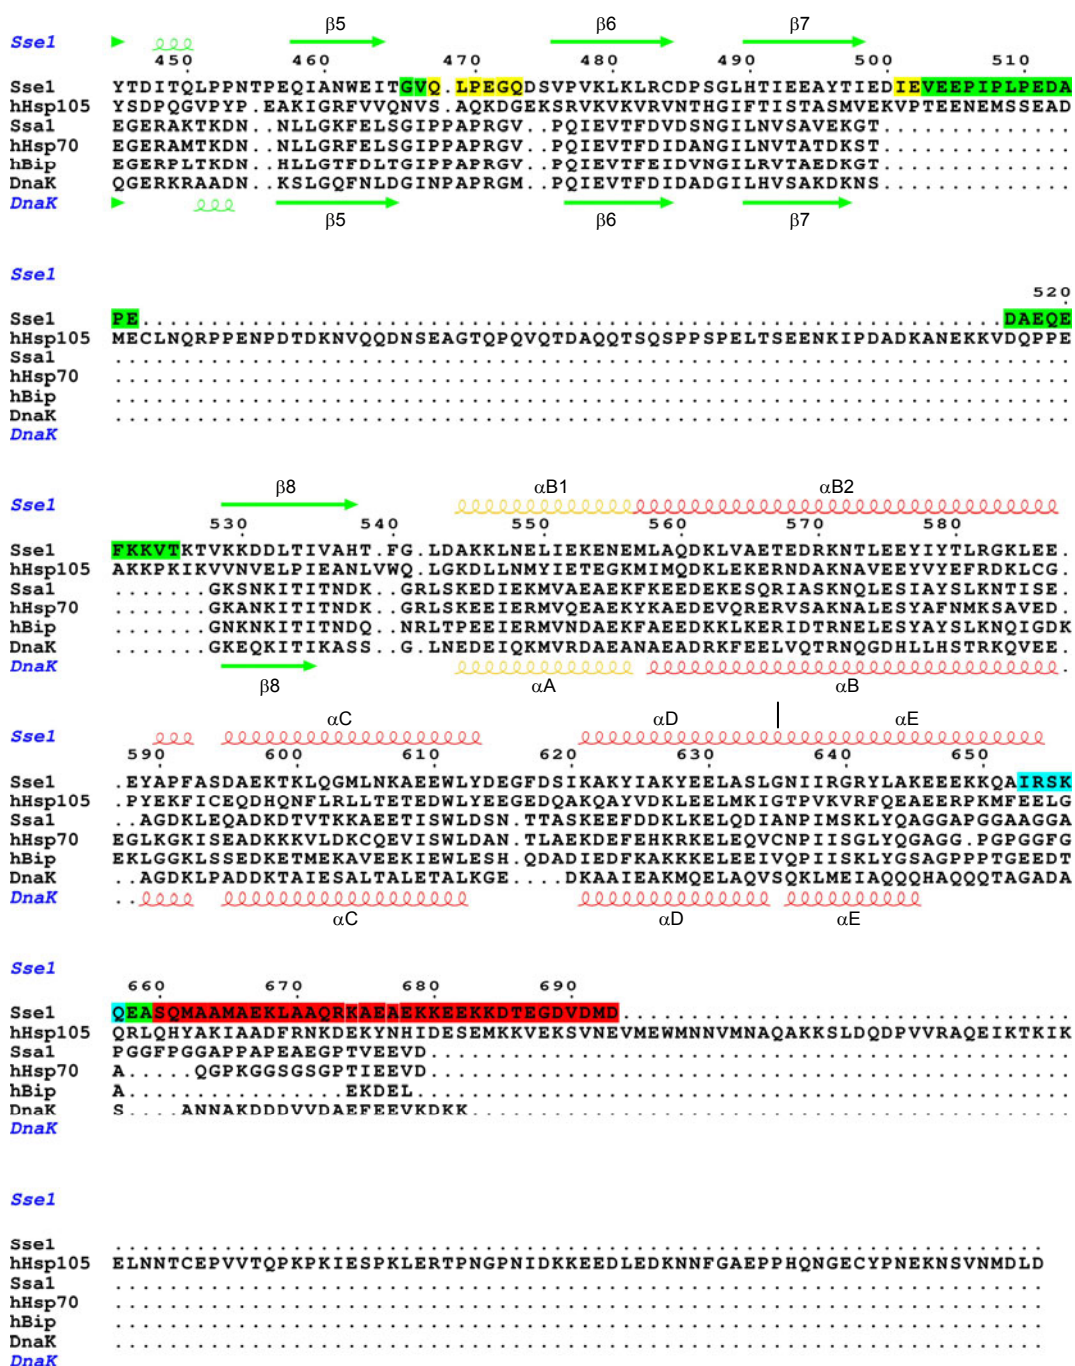 β5 β6 β7
Sse1
450 460 470 480 490 500 510
Sse1 YTDITQLPPNTPEQIANWEITGVQ.LPEGQDSVPVKLKLRCDPSGLHTIEEAYTIEDIEVEEPIPLPEDA
hHsp105 YSDPQGVPYP.EAKIGRFVVQNVS.AQKDGEKSRVKVKVRVNTHGIFTISTASMVEKVPTEENEMSSEAD
Ssa1 EGERAKTKDN..NLLGKFELSGIPPAPRGV..PQIEVTFDVDSNGILNVSAVEKGT..............
hHsp70 EGERAMTKDN..NLLGRFELSGIPPAPRGV..PQIEVTFDIDANGILNVTATDKST..............
hBip EGERPLTKDN..HLLGTFDLTGIPPAPRGV..PQIEVTFEIDVNGILRVTAEDKGT..............
DnaK QGERKRAADN..KSLGQFNLDGINPAPRGM..PQIEVTFDIDADGILHVSAKDKNS..............
DnaK
β5 β6 β7
Sse1
520
Sse1 PE...............................................................DAEQE
hHsp105 MECLNQRPPENPDTDKNVQQDNSEAGTQPQVQTDAQQTSQSPPSPELTSEENKIPDADKANEKKVDQPPE
Ssa1 ......................................................................
hHsp70 ......................................................................
hBip ......................................................................
DnaK ......................................................................
DnaK
β8 αB1 αB2
Sse1
530 540 550 560 570 580
Sse1 FKKVTKTVKKDDLTIVAHT.FG.LDAKKLNELIEKENEMLAQDKLVAETEDRKNTLEEYIYTLRGKLEE.
hHsp105 AKKPKIKVVNVELPIEANLVWQ.LGKDLLNMYIETEGKMIMQDKLEKERNDAKNAVEEYVYEFRDKLCG.
Ssa1 .......GKSNKITITNDK..GRLSKEDIEKMVAEAEKFKEEDEKESQRIASKNQLESIAYSLKNTISE.
hHsp70 .......GKANKITITNDK..GRLSKEEIERMVQEAEKYKAEDEVQRERVSAKNALESYAFNMKSAVED.
hBip .......GNKNKITITNDQ..NRLTPEEIERMVNDAEKFAEEDKKLKERIDTRNELESYAYSLKNQIGDK
DnaK .......GKEQKITIKASS..G.LNEDEIQKMVRDAEANAEADRKFEELVQTRNQGDHLLHSTRKQVEE.
DnaK
β8 αA αB
αC αD αE
Sse1
590 600 610 620 630 640 650
Sse1 .EYAPFASDAEKTKLQGMLNKAEEWLYDEGFDSIKAKYIAKYEELASLGNIIRGRYLAKEEEKKQAIRSK
hHsp105 .PYEKFICEQDHQNFLRLLTETEDWLYEEGEDQAKQAYVDKLEELMKIGTPVKVRFQEAEERPKMFEELG
Ssa1 ..AGDKLEQADKDTVTKKAEETISWLDSN.TTASKEEFDDKLKELQDIANPIMSKLYQAGGAPGGAAGGA
hHsp70 EGLKGKISEADKKKVLDKCQEVISWLDAN.TLAEKDEFEHKRKELEQVCNPIISGLYQGAGG.PGPGGFG
hBip EKLGGKLSSEDKETMEKAVEEKIEWLESH.QDADIEDFKAKKKELEEIVQPIISKLYGSAGPPPTGEEDT
DnaK ..AGDKLPADDKTAIESALTALETALKGE....DKAAIEAKMQELAQVSQKLMEIAQQQHAQQQTAGADA
DnaK
αC αD αE
Sse1
660 670 680 690
Sse1 QEASQMAAMAEKLAAQRKAEAEKKEEKKDTEGDVDMD.................................
hHsp105 QRLQHYAKIAADFRNKDEKYNHIDESEMKKVEKSVNEVMEWMNNVMNAQAKKSLDQDPVVRAQEIKTKIK
Ssa1 PGGFPGGAPPAPEAEGPTVEEVD...............................................
hHsp70 A.....QGPKGGSGSGPTIEEVD...............................................
hBip A................EKDEL................................................
DnaK S....ANNAKDDDVVDAEFEEVKDKK............................................
DnaK
Sse1
Sse1 ....................................................................
hHsp105 ELNNTCEPVVTQPKPKIESPKLERTPNGPNIDKKEEDLEDKNNFGAEPPHQNGECYPNEKNSVNMDLD
Ssa1 ....................................................................
hHsp70 ....................................................................
hBip ....................................................................
DnaK ....................................................................
DnaK